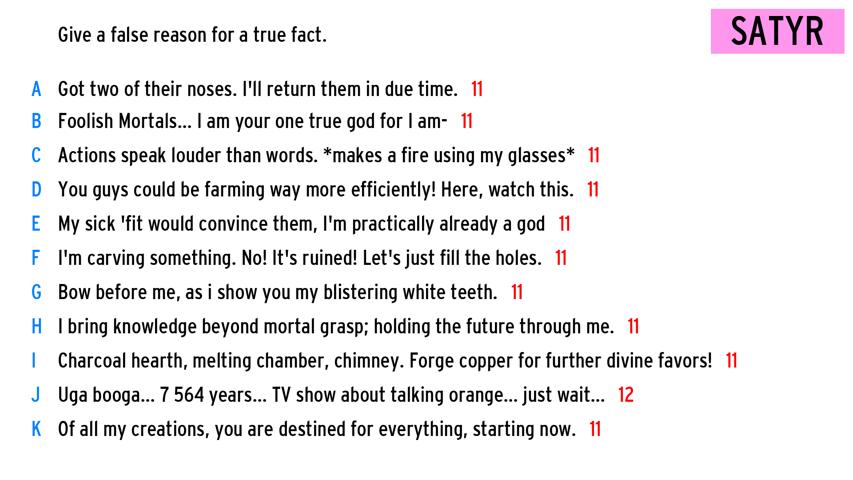 Give a false reason for a true fact.
SATYR
A Got two of their noses. I'll return them in due time. 11
B Foolish Mortals... I am your one true god for I am- 11
C Actions speak louder than words. *makes a fire using my glasses* 11
D You guys could be farming way more efficiently! Here, watch this. 11
E My sick 'fit would convince them, I'm practically already a god 11
F I'm carving something. No! It's ruined! Let's just fill the holes. 11
G Bow before me, as i show you my blistering white teeth. 11
H I bring knowledge beyond mortal grasp; holding the future through me. 11
I Charcoal hearth, melting chamber, chimney. Forge copper for further divine favors! 11
J Uga booga... 7 564 years... TV show about talking orange... just wait... 12
K Of all my creations, you are destined for everything, starting now. 11